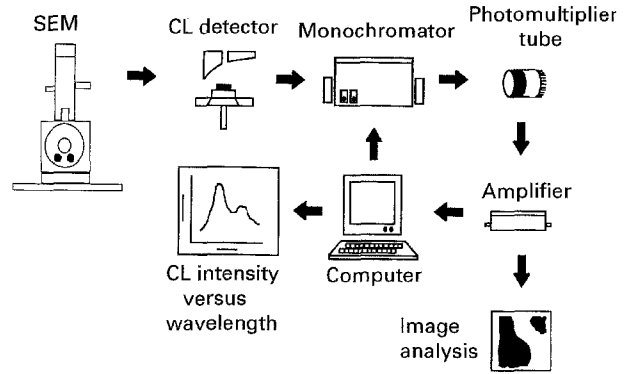 SEM
CL detector
Monochromator
Photomultiplier
tube
Amplifier
Computer
CL intensity
versus
wavelength
Image
analysis